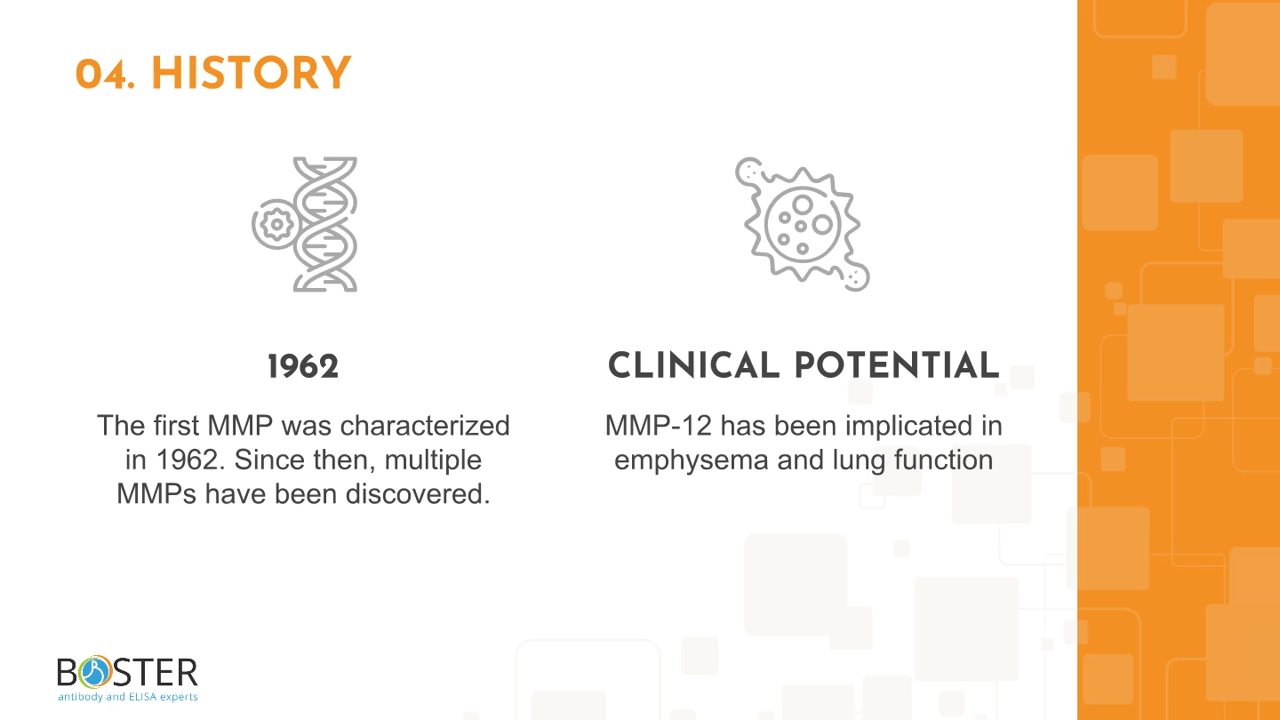 04. HISTORY
1962
The first MMP was characterized
in 1962. Since then, multiple
MMPs have been discovered.
CLINICAL POTENTIAL
MMP-12 has been implicated in
emphysema and lung function
BOSTER
antibody and ELISA experts